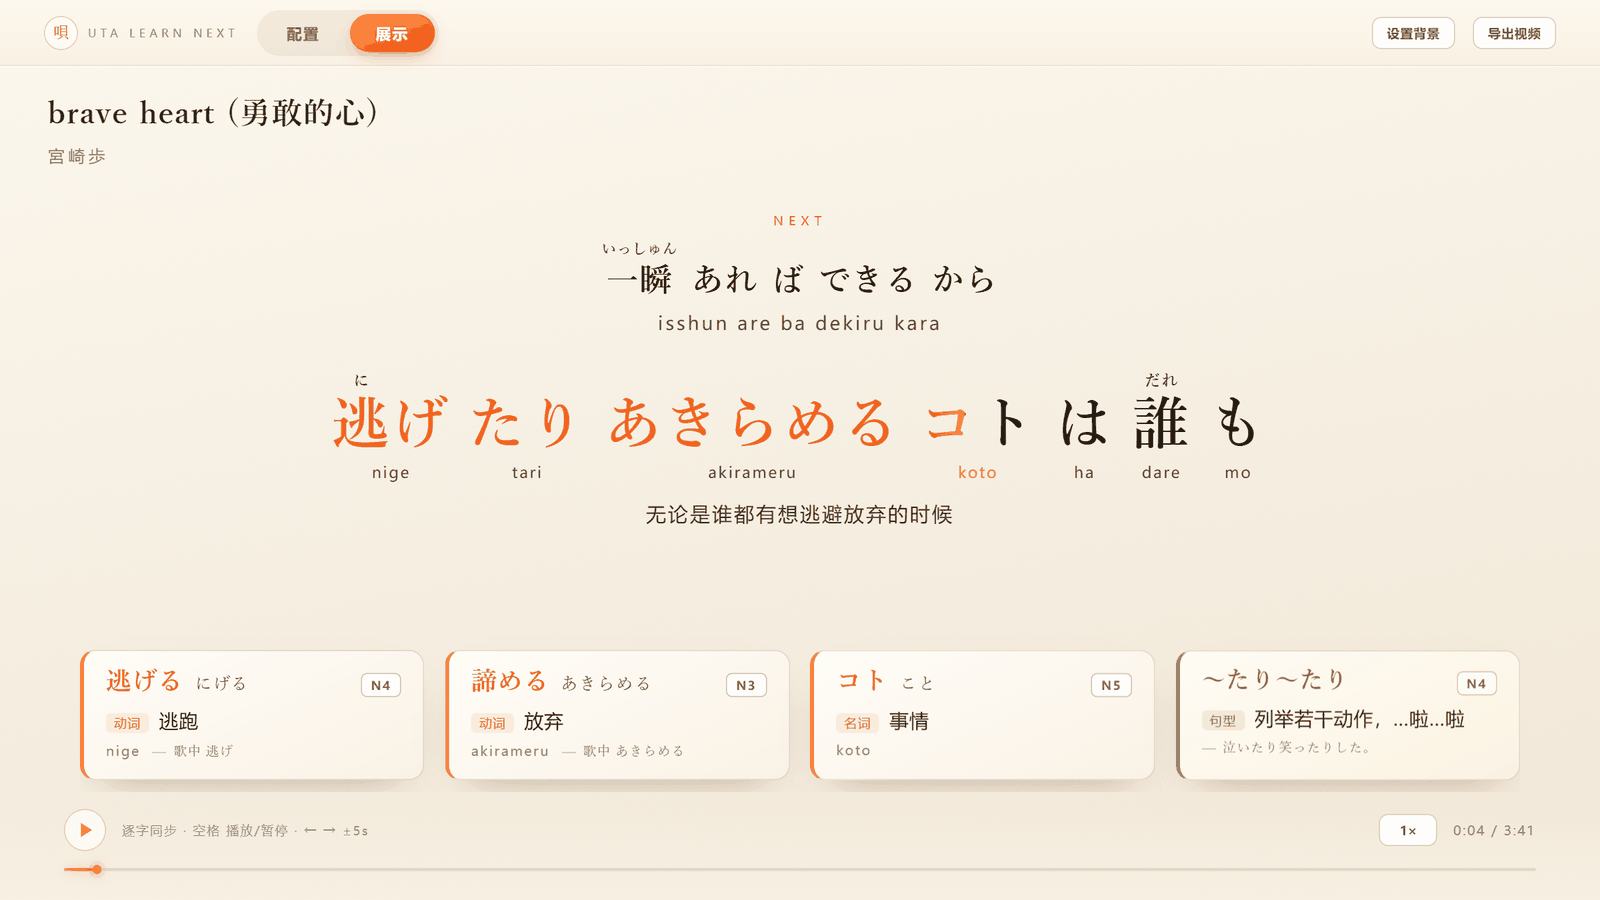 唄 UTA LEARN NEXT 配置 展示 设置背景 导出视频
brave heart (勇敢的心)
宮崎歩
NEXT
いっしゅん
一瞬 あれ ば できる から
isshun are ba dekiru kara
に だれ
逃げ たり あきらめる コト は 誰 も
nige tari akirameru koto ha dare mo
无论是谁都有想逃避放弃的时候
逃げる にげる N4
动词 逃跑
nige — 歌中 逃げ
諦める あきらめる N3
动词 放弃
akirameru — 歌中 あきらめる
コト こと N5
名词 事情
koto
～たり～たり N4
句型 列举若干动作，…啦…啦
— 泣いたり笑ったりした。
逐字同步 · 空格 播放/暂停 · ← → ±5s 1× 0:04 / 3:41